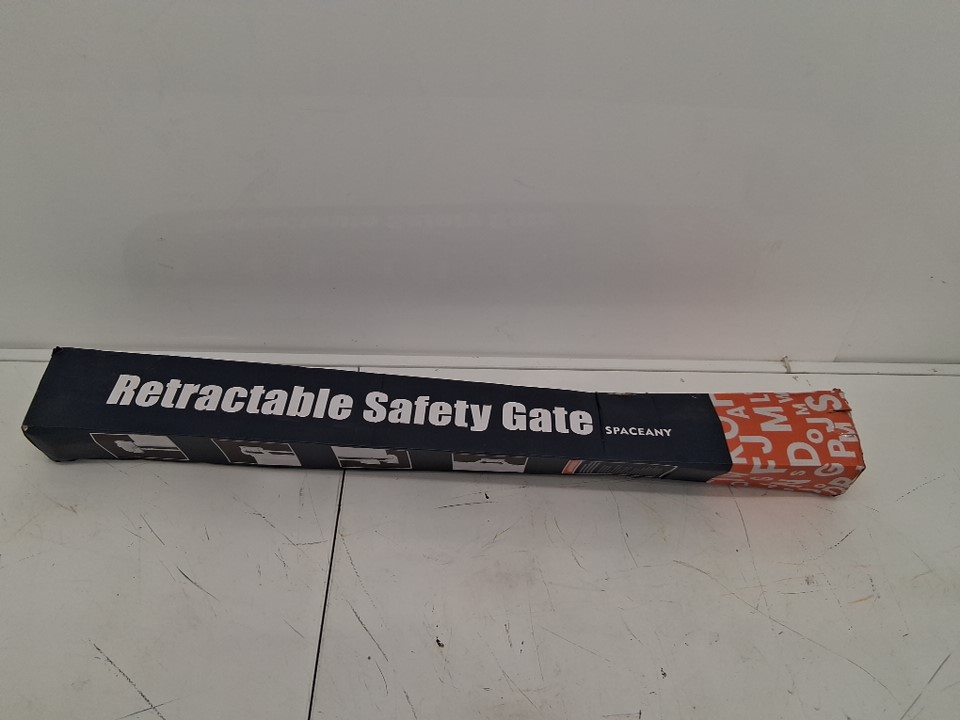 Retractable Safety Gate
SPACEANY